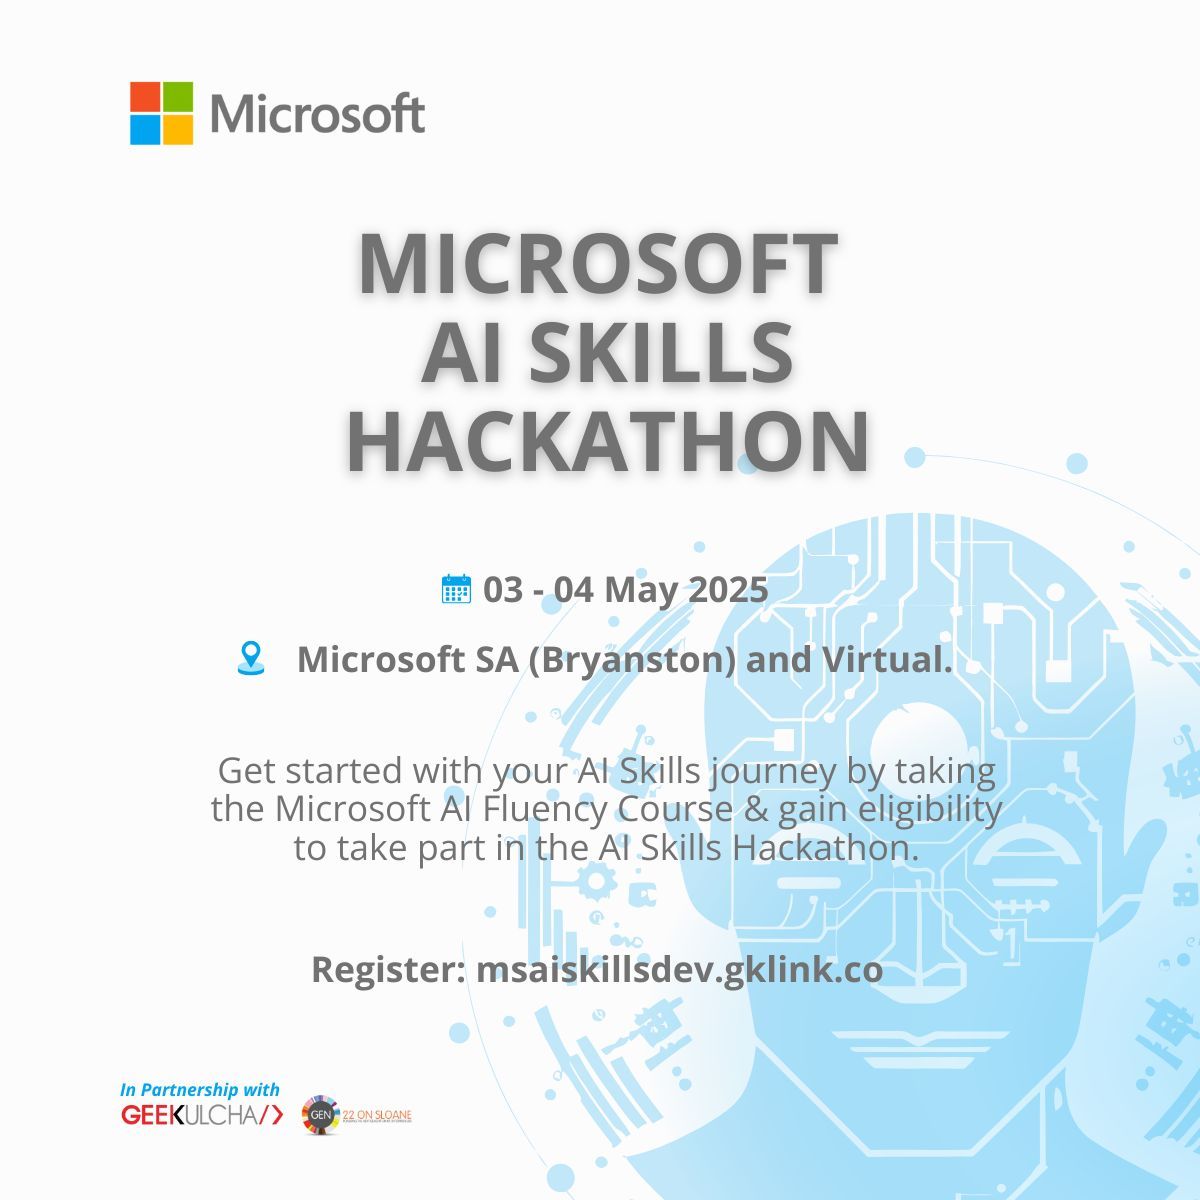 Microsoft
MICROSOFT
AI SKILLS
HACKATHON
03 - 04 May 2025
Microsoft SA (Bryanston) and Virtual.
Get started with your AI Skills journey by taking
the Microsoft AI Fluency Course & gain eligibility
to take part in the AI Skills Hackathon.
Register: msaiskillsdev.gklink.co
In Partnership with
GEEKULCHA/>
GEN
22 ON SLOANE